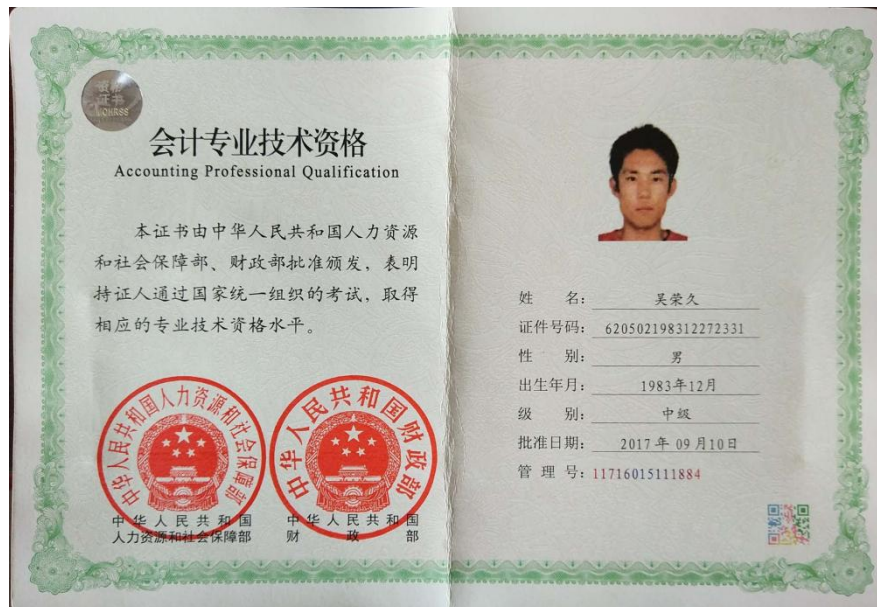 资格
证书
MOHRSS
会计专业技术资格
Accounting Professional Qualification
本证书由中华人民共和国人力资源
和社会保障部、财政部批准颁发，表明
持证人通过国家统一组织的考试，取得
相应的专业技术资格水平。
中华人民共和国人力资源和社会保障部
中华人民共和国财政部
中华人民共和国
人力资源和社会保障部
中华人民共和国
财政部
姓 名： 吴荣久
证件号码： 620502198312272331
性 别： 男
出生年月： 1983年12月
级 别： 中级
批准日期： 2017年09月10日
管理号： 11716015111884